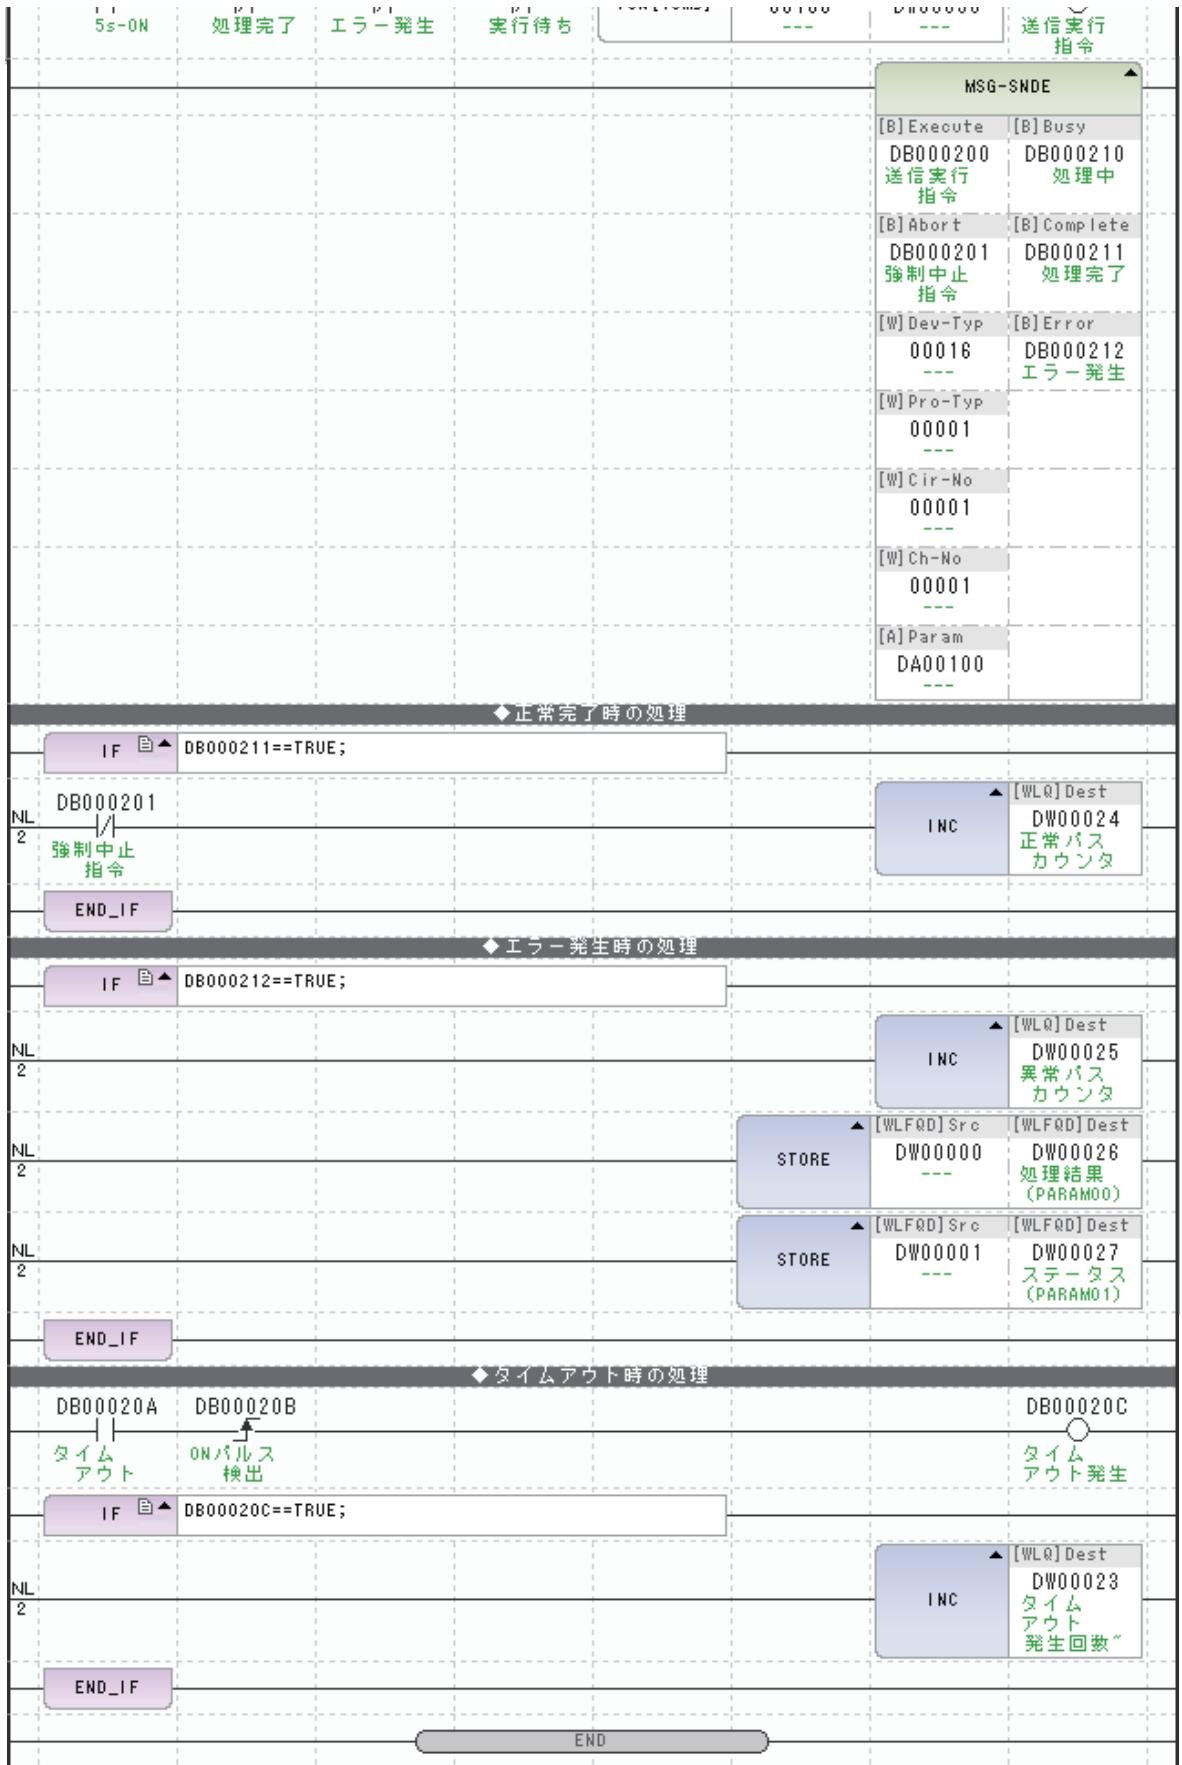 5s-ON 処理完了 エラー発生 実行待ち --- --- 送信実行
指令
MSG-SNDE
[B]Execute [B]Busy
DB000200 DB000210
送信実行 処理中
指令
[B]Abort [B]Complete
DB000201 DB000211
強制中止 処理完了
指令
[W]Dev-Typ [B]Error
00016 DB000212
--- エラー発生
[W]Pro-Typ
00001
---
[W]Cir-No
00001
---
[W]Ch-No
00001
---
[A]Param
DA00100
---
◆正常完了時の処理
IF DB000211==TRUE;
DB000201 [WLQ]Dest
NL INC DW00024
2 正常パス
強制中止 カウンタ
指令
END_IF
◆エラー発生時の処理
IF DB000212==TRUE;
[WLQ]Dest
NL INC DW00025
2 異常パス
カウンタ
[WLFQD]Src [WLFQD]Dest
NL STORE DW00000 DW00026
2 --- 処理結果
(PARAM00)
[WLFQD]Src [WLFQD]Dest
NL STORE DW00001 DW00027
2 --- ステータス
(PARAM01)
END_IF
◆タイムアウト時の処理
DB00020A DB00020B DB00020C
タイム ONパルス タイム
アウト 検出 アウト発生
IF DB00020C==TRUE;
[WLQ]Dest
NL INC DW00023
2 タイム
アウト
発生回数~
END_IF
END